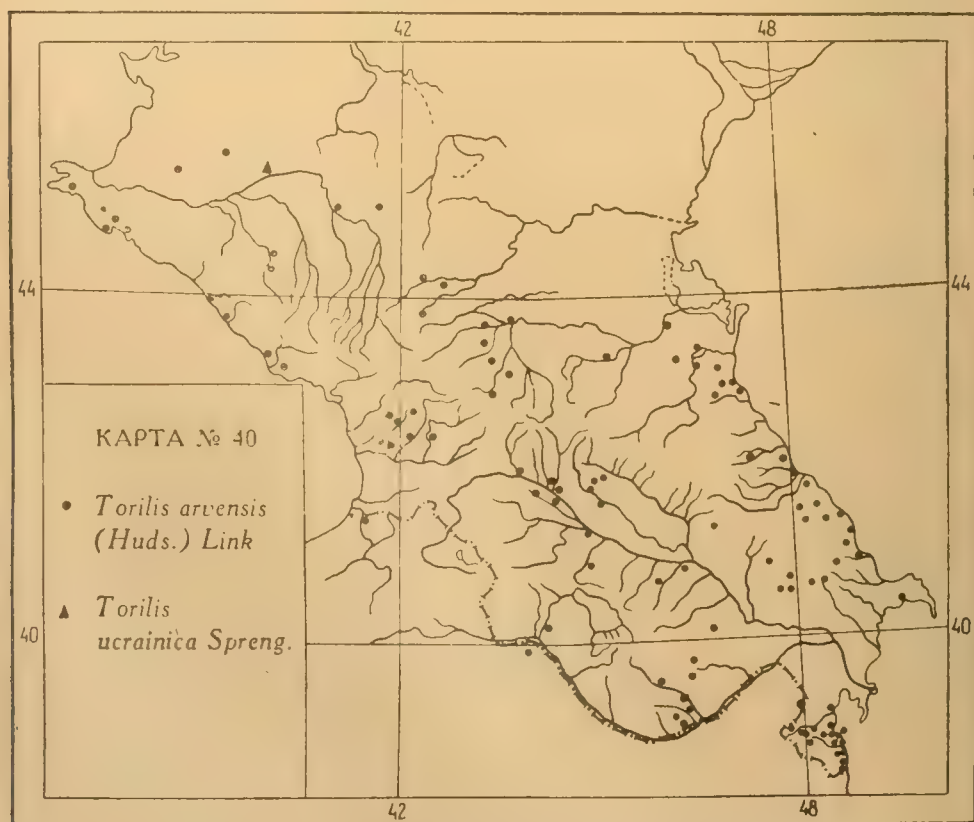 42
48
44
44
КАРТА № 40
Torilis arvensis
(Huds.) Link
Torilis
ucrainica Spreng.
40
40
42
48